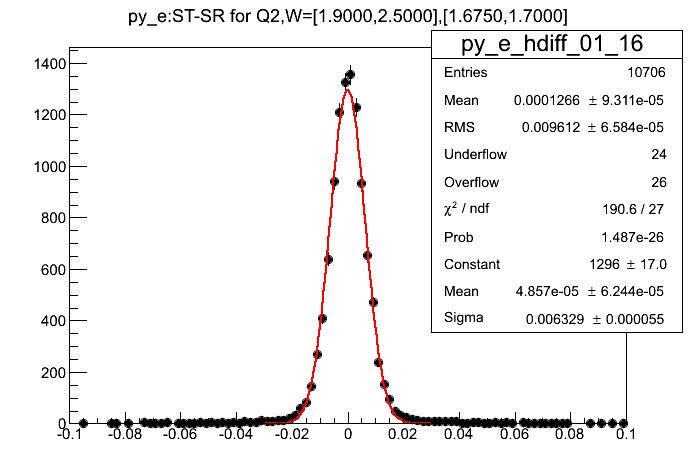 py_e:ST-SR for Q2,W=[1.9000,2.5000],[1.6750,1.7000]
py_e_hdiff_01_16
Entries 10706
Mean 0.0001266 ± 9.311e-05
RMS 0.009612 ± 6.584e-05
Underflow 24
Overflow 26
χ² / ndf 190.6 / 27
Prob 1.487e-26
Constant 1296 ± 17.0
Mean 4.857e-05 ± 6.244e-05
Sigma 0.006329 ± 0.000055
1400
1200
1000
800
600
400
200
0
-0.1 -0.08 -0.06 -0.04 -0.02 0 0.02 0.04 0.06 0.08 0.1